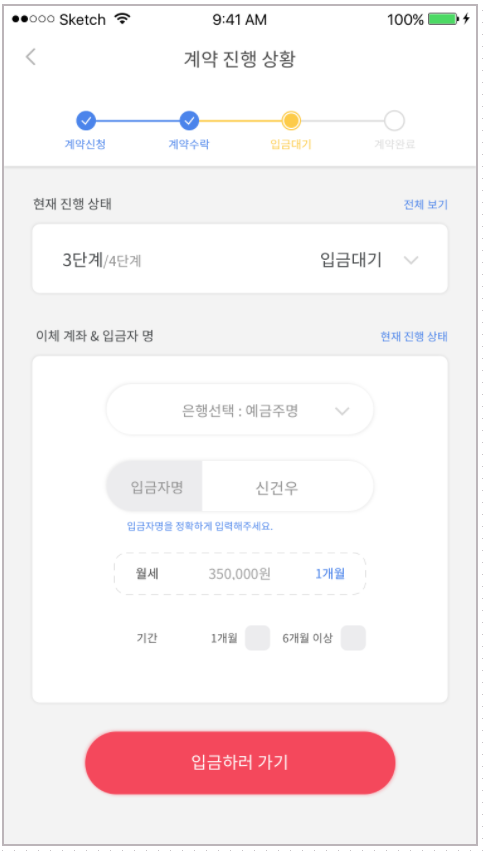 Sketch 9:41 AM 100%
계약 진행 상황
계약신청 계약수락 입금대기 계약완료
현재 진행 상태 전체 보기
3단계/4단계 입금대기
이체 계좌 & 입금자 명 현재 진행 상태
은행선택 : 예금주명
입금자명 신건우
입금자명을 정확하게 입력해주세요.
월세 350,000원 1개월
기간 1개월 6개월 이상
입금하러 가기